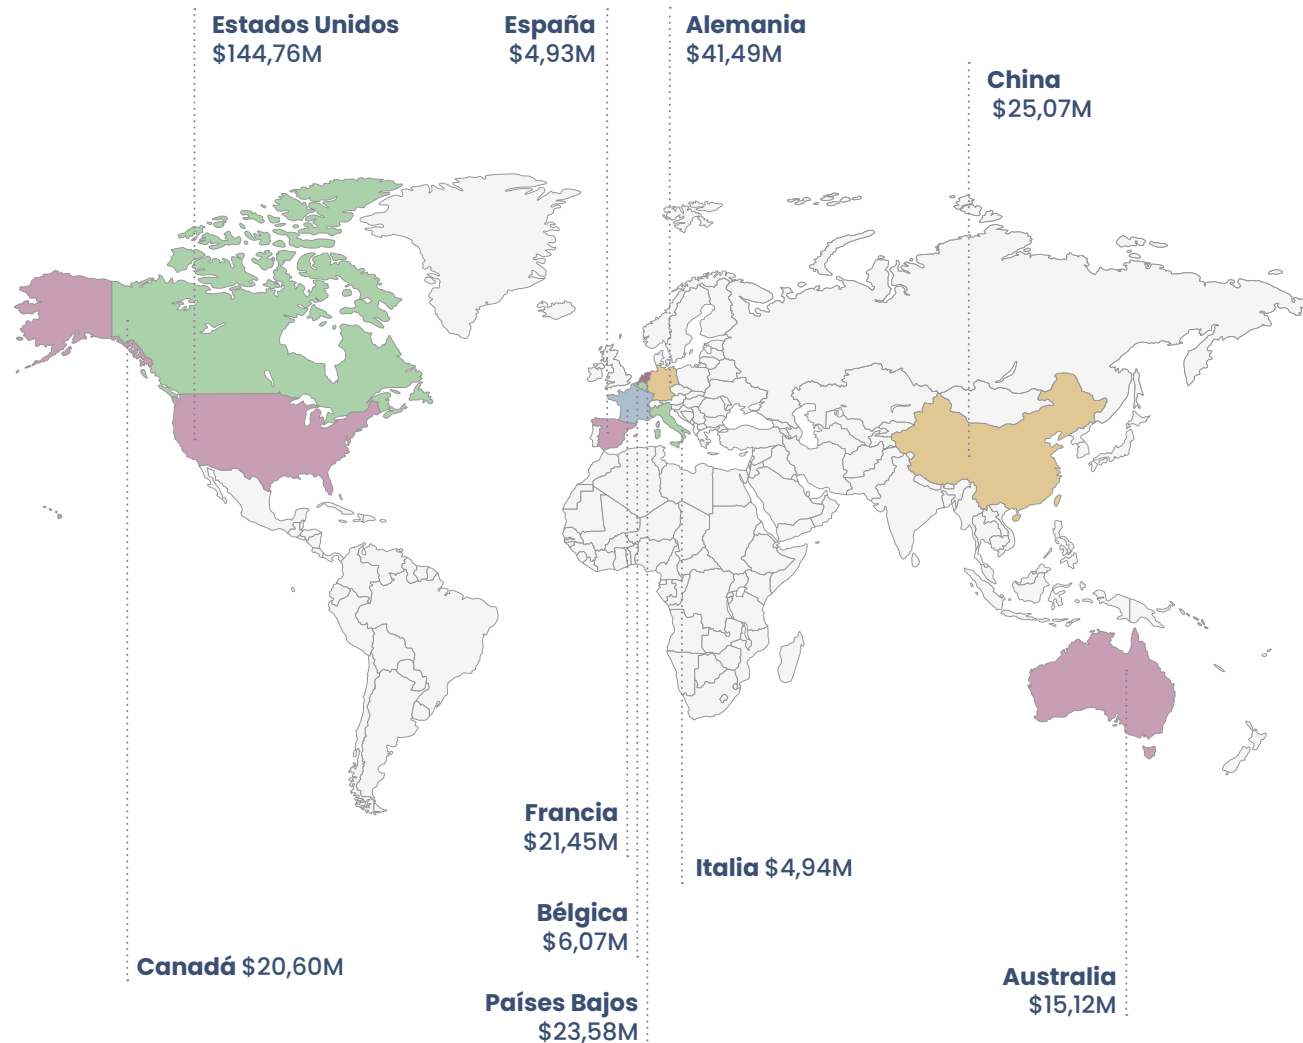 Estados Unidos
$144,76M
España
$4,93M
Alemania
$41,49M
China
$25,07M
Francia
$21,45M
Italia $4,94M
Bélgica
$6,07M
Canadá $20,60M
Australia
$15,12M
Países Bajos
$23,58M